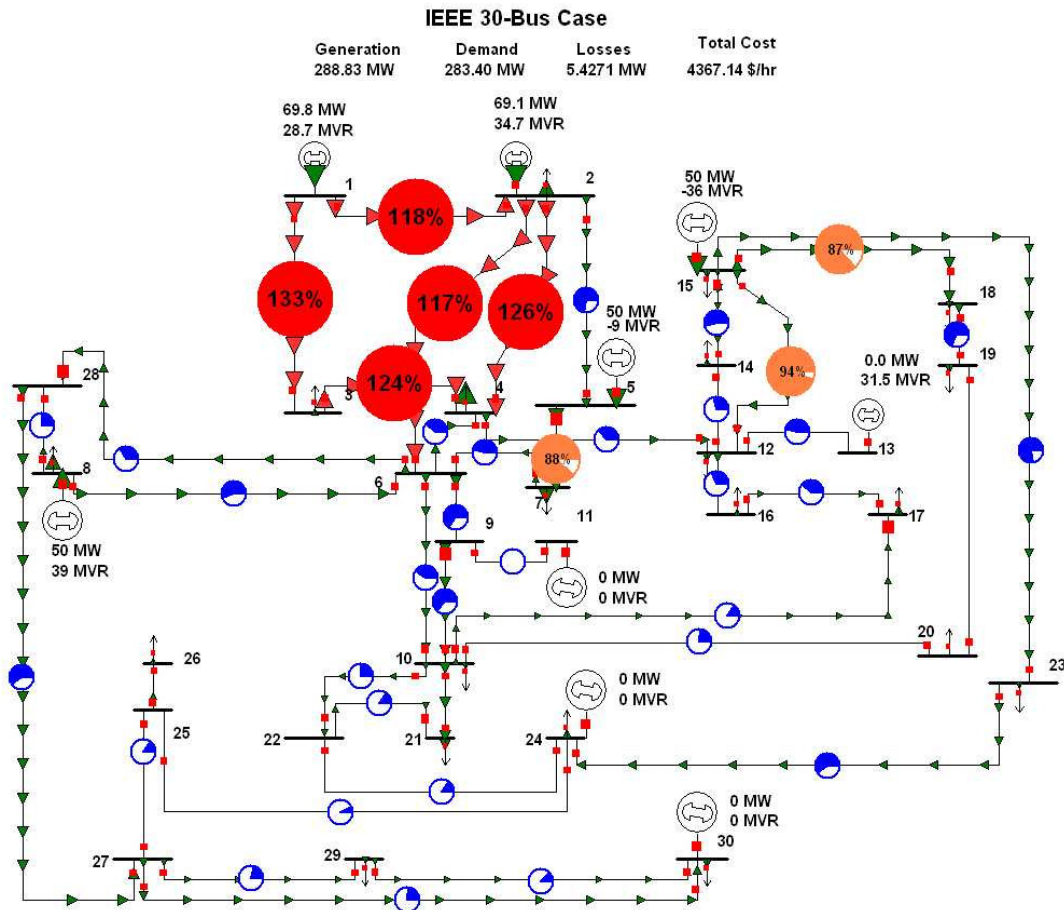 IEEE 30-Bus Case
Generation Demand Losses Total Cost
288.83 MW 283.40 MW 5.4271 MW 4367.14 $/hr
69.8 MW
28.7 MVR
69.1 MW
34.7 MVR
1
2
118%
50 MW
-36 MVR
87%
15
18
133%
117%
126%
50 MW
-9 MVR
14
19
94%
0.0 MW
31.5 MVR
28
124%
3
4
5
12
13
8
6
88%
7
11
16
17
9
50 MW
39 MVR
0 MW
0 MVR
10
20
23
26
0 MW
0 MVR
25
22
21
24
0 MW
0 MVR
27
29
30